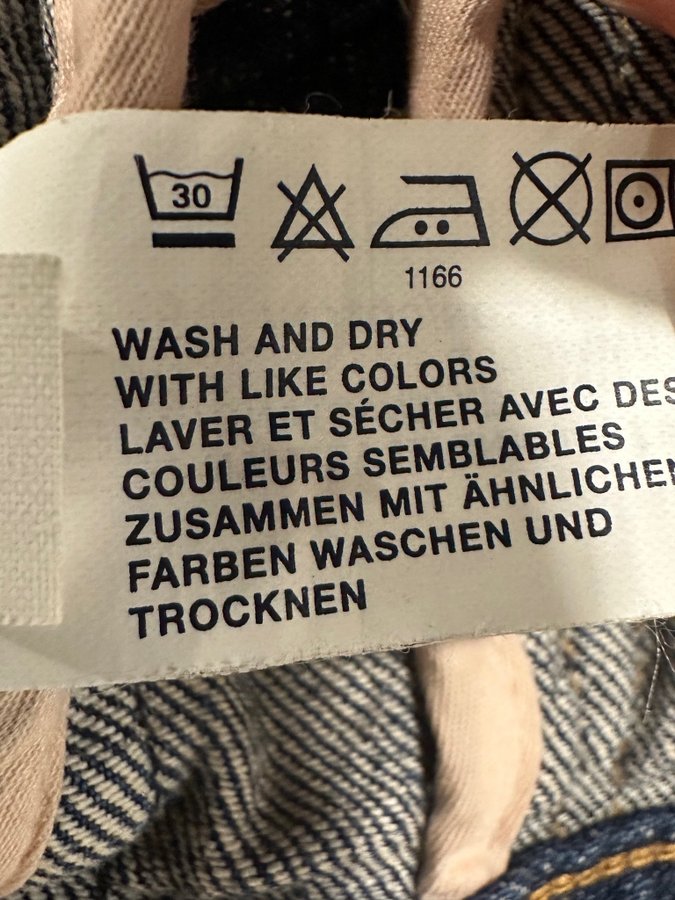 30
1166
WASH AND DRY
WITH LIKE COLORS
LAVER ET SÉCHER AVEC DES
COULEURS SEMBLABLES
ZUSAMMEN MIT ÄHNLICHEN
FARBEN WASCHEN UND
TROCKNEN